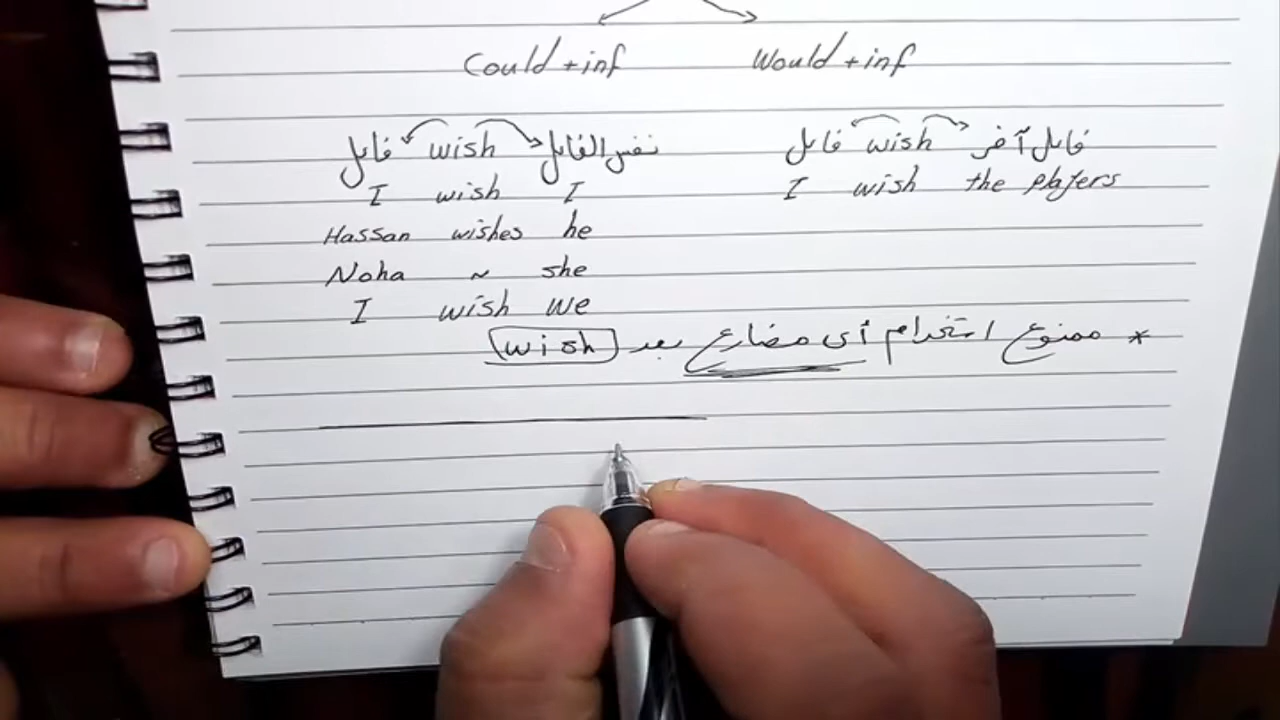 Could + inf Would + inf
فاعل wish نفس الفاعل فاعل wish فاعل آخر
I wish I I wish the players
Hassan wishes he
Noha ~ she
I wish we
* ممنوع استخدام أى مضارع بعد wish